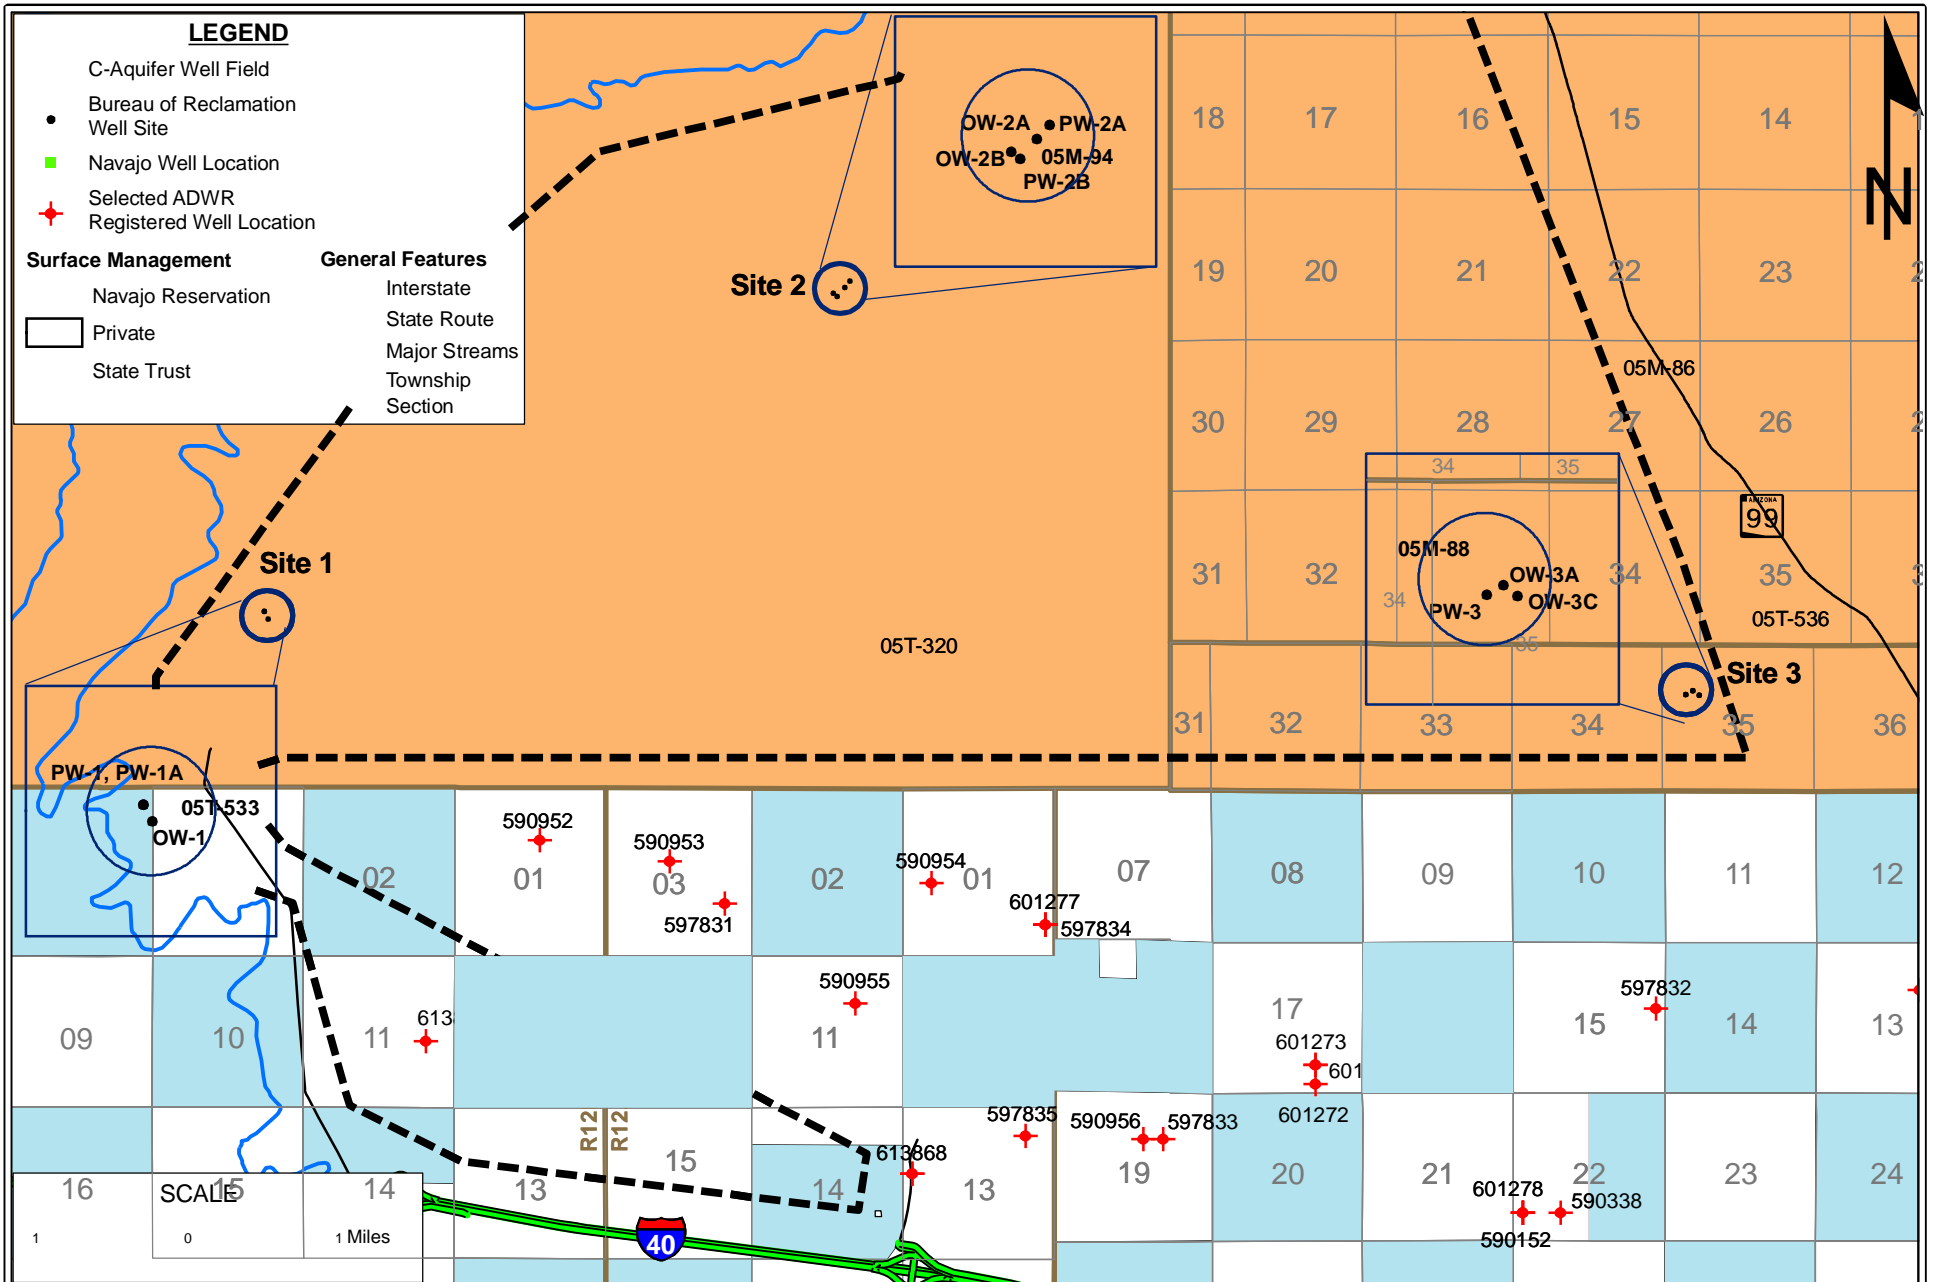 LEGEND
C-Aquifer Well Field
Bureau of Reclamation
Well Site
Navajo Well Location
Selected ADWR
Registered Well Location
Surface Management
General Features
Navajo Reservation
Interstate
Private
State Route
State Trust
Major Streams
Township
Section
OW-2A
PW-2A
OW-2B
05M-94
PW-2B
Site 2
18
17
16
15
14
N
19
20
21
22
23
05M-86
30
29
28
27
26
34
35
ARIZONA
99
05M-88
31
32
34
35
OW-3A
34
PW-3
OW-3C
35
05T-536
Site 1
05T-320
Site 3
31
32
33
34
35
36
PW-1, PW-1A
05T-533
OW-1
590952
590953
590954
02
01
03
02
01
07
08
09
10
11
12
597831
601277
597834
09
10
11
613
590955
11
17
597832
15
14
13
601273
601
601272
R12
R12
597835
590956
597833
613868
16
15
14
13
15
14
13
19
20
21
22
23
24
601278
590338
590152
SCALE
1
0
1 Miles
40